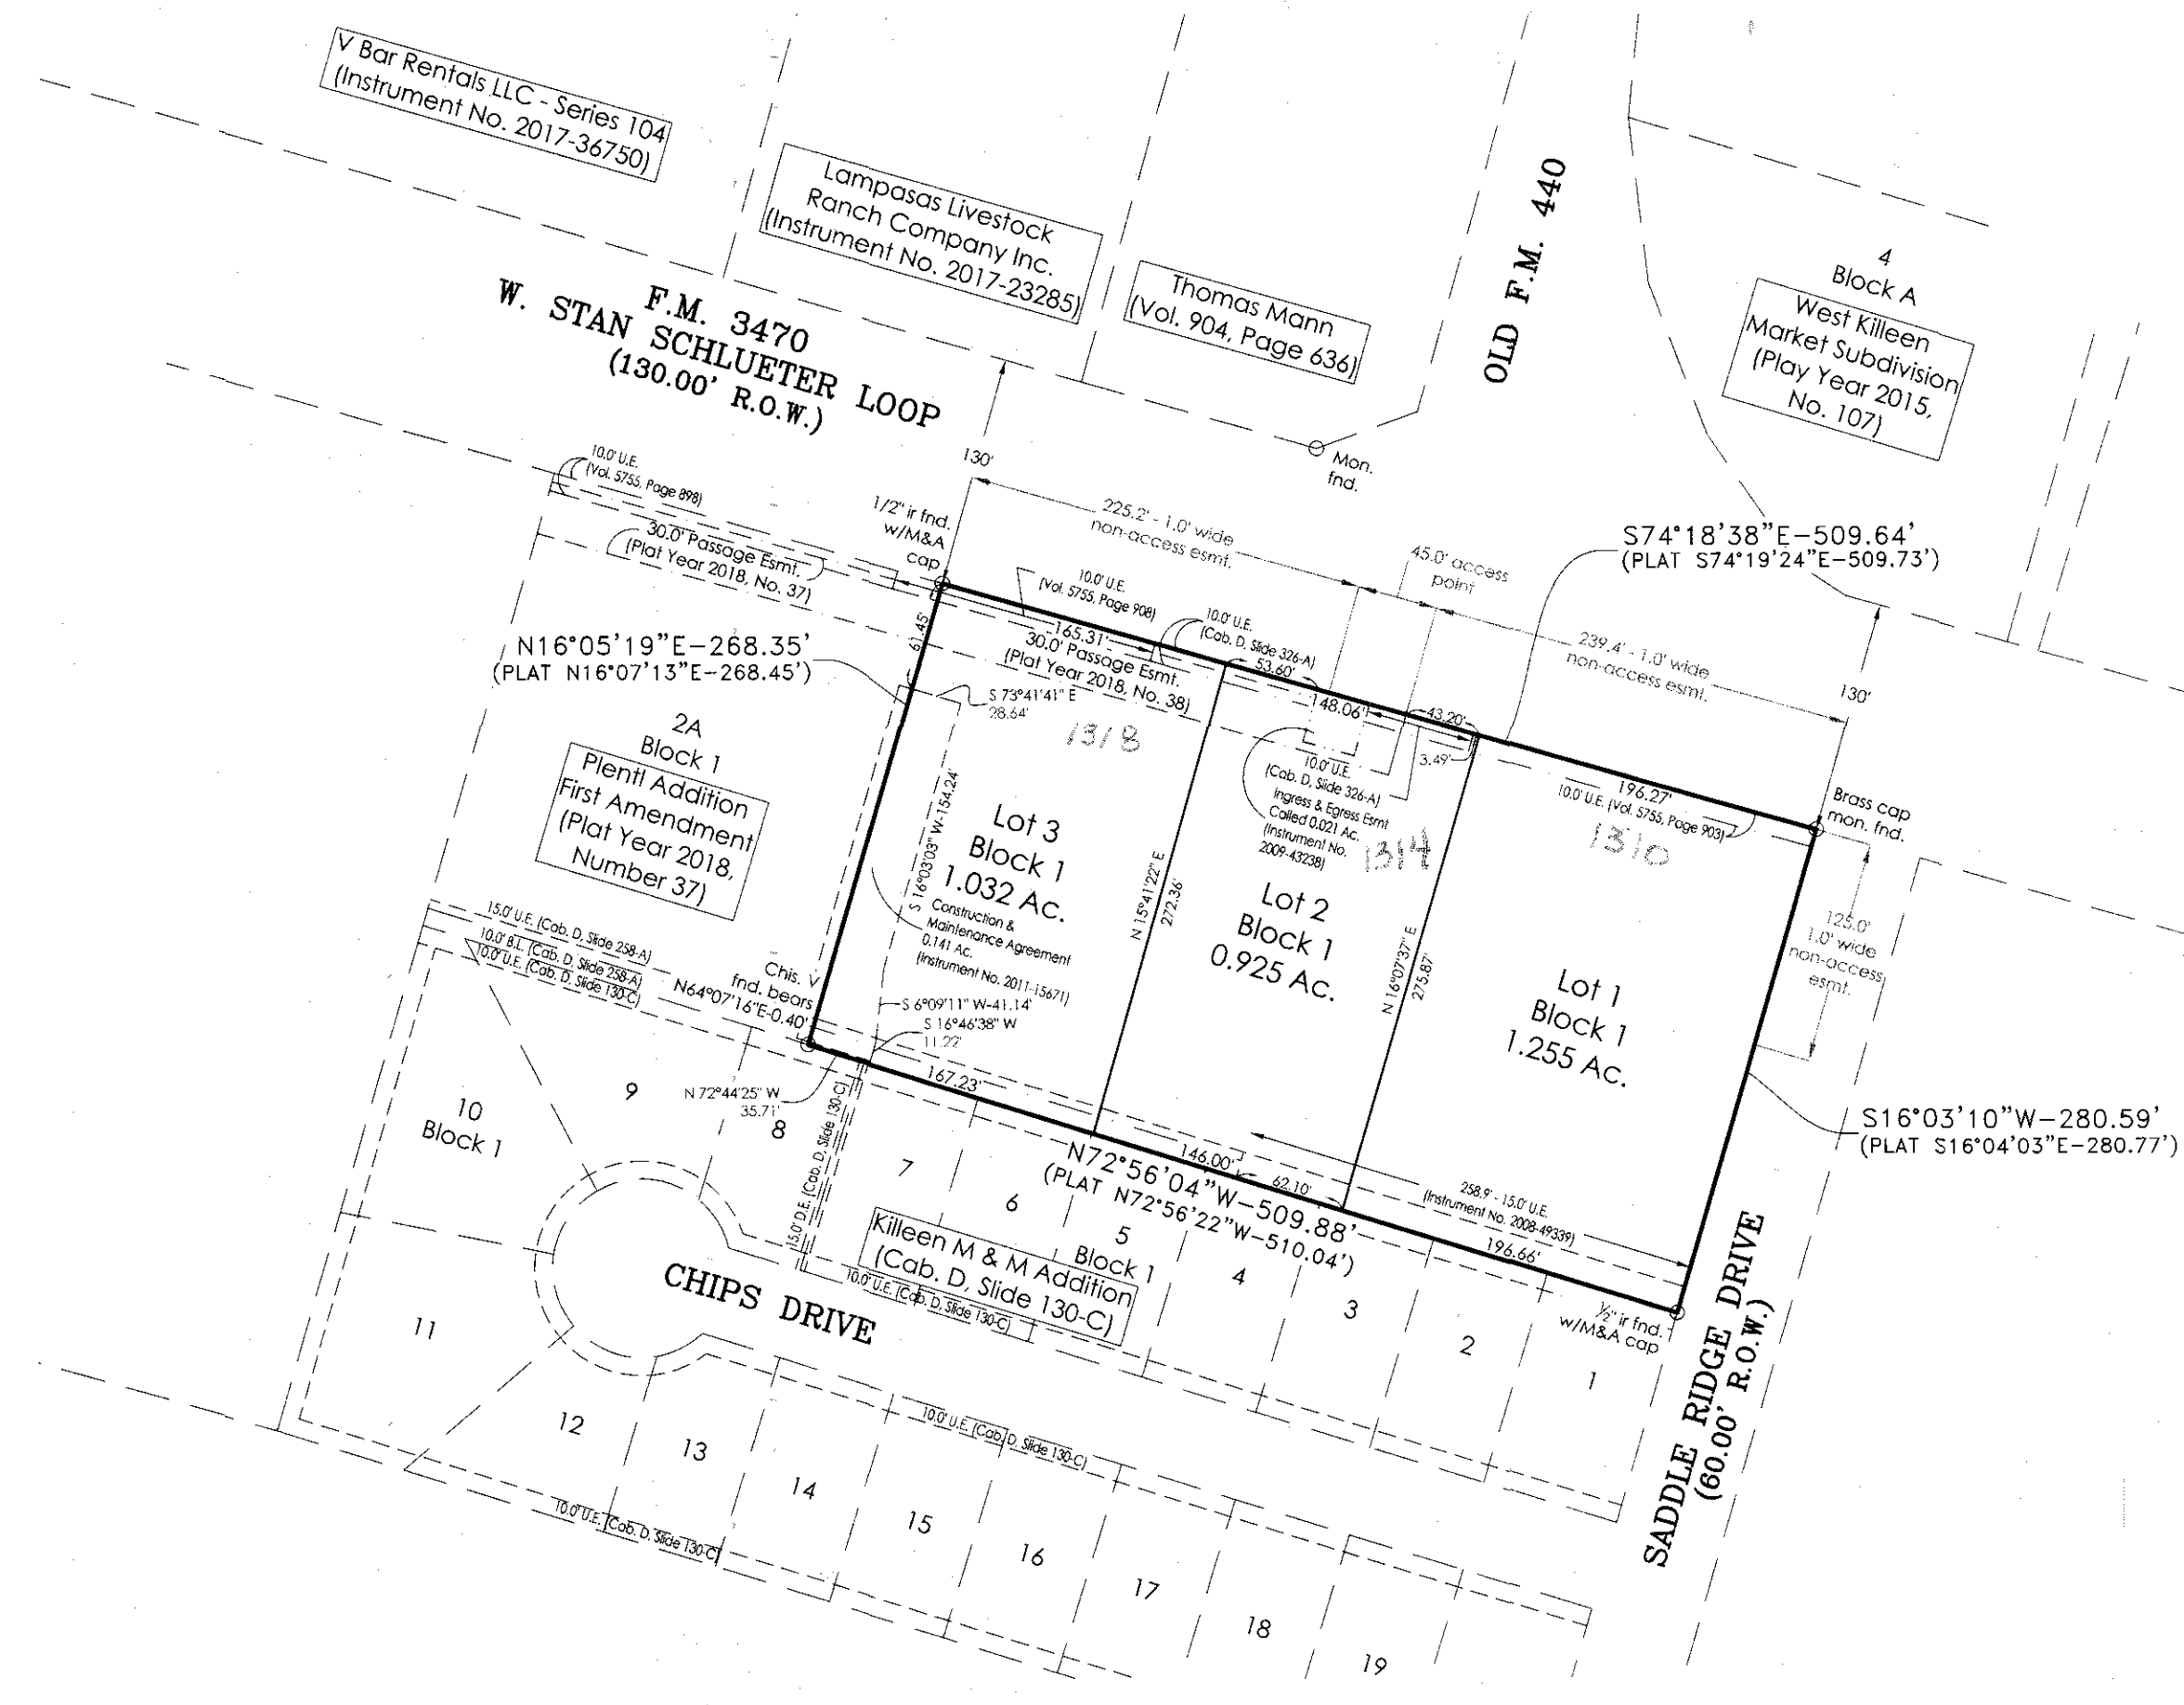 V Bar Rentals LLC - Series 104
(Instrument No. 2017-36750)
Lampasas Livestock
Ranch Company Inc.
(Instrument No. 2017-23285)
Thomas Mann
(Vol. 904, Page 636)
OLD F.M. 440
4
Block A
West Killeen
Market Subdivision
(Play Year 2015,
No. 107)
F.M. 3470
W. STAN SCHLUETER LOOP
(130.00' R.O.W.)
130'
Mon.
fnd.
10.0' U.E.
(Vol. 5755, Page 898)
30.0' Passage Esmt.
(Plat Year 2018, No. 37)
1/2" ir fnd.
w/M&A
cap
225.2' - 1.0' wide
non-access esmt.
45.0' access
point
S74°18'38"E-509.64'
(PLAT S74°19'24"E-509.73')
239.4' - 1.0' wide
non-access esmt.
130'
10.0' U.E.
(Vol. 5755, Page 908)
10.0' U.E.
(Cab. D, Slide 326-A)
165.31'
53.60'
30.0' Passage Esmt.
(Plat Year 2018, No. 38)
61.45'
N16°05'19"E-268.35'
(PLAT N16°07'13"E-268.45')
S 73°41'41" E
28.64'
1318
148.06'
43.20'
3.49'
10.0' U.E.
(Cab. D, Slide 326-A)
Ingress & Egress Esmt
Called 0.021 Ac.
(Instrument No.
2009-43238)
1314
196.27'
10.0' U.E. (Vol. 5755, Page 903)
1310
Brass cap
mon. fnd.
2A
Block 1
Plentl Addition
First Amendment
(Plat Year 2018,
Number 37)
S 16°03'03" W-154.24'
Lot 3
Block 1
1.032 Ac.
Construction &
Maintenance Agreement
0.141 Ac.
(Instrument No. 2011-15671)
N 15°41'22" E
272.36'
Lot 2
Block 1
0.925 Ac.
N 16°07'37" E
275.87'
Lot 1
Block 1
1.255 Ac.
125.0'
1.0' wide
non-access
esmt.
15.0' U.E. (Cab. D, Slide 258-A)
10.0' B.L. (Cab. D, Slide 258-A)
10.0' U.E. (Cab. D, Slide 130-C)
Chis. V
fnd. bears
N64°07'16"E-0.40'
S 6°09'11" W-41.14'
S 16°46'38" W
11.22'
N 72°44'25" W
35.71'
167.23'
146.00'
62.10'
N72°56'04"W-509.88'
(PLAT N72°56'22"W-510.04')
258.9' - 15.0' U.E.
(Instrument No. 2008-49339)
196.66'
S16°03'10"W-280.59'
(PLAT S16°04'03"E-280.77')
10
Block 1
9
8
15.0' D.E. (Cab. D, Slide 130-C)
7
6
5
Block 1
4
3
2
1
½" ir fnd.
w/M&A cap
Killeen M & M Addition
(Cab. D, Slide 130-C)
10.0' U.E. (Cab. D, Slide 130-C)
CHIPS DRIVE
SADDLE RIDGE DRIVE
(60.00' R.O.W.)
11
12
13
14
15
16
17
18
19
10.0' U.E. (Cab. D, Slide 130-C)
10.0' U.E. (Cab. D, Slide 130-C)